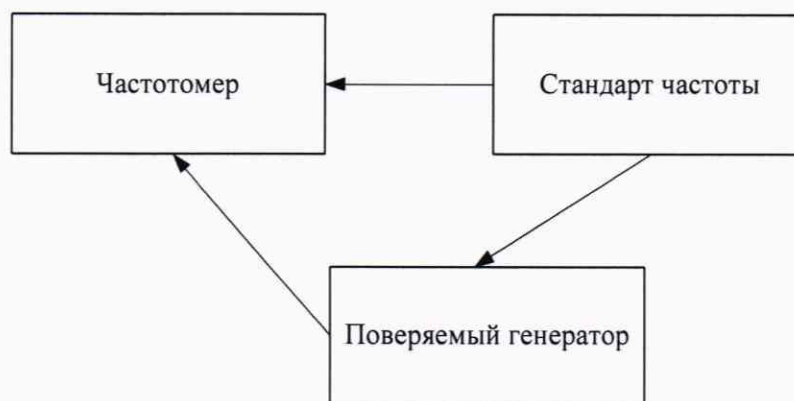 Частотомер
Стандарт частоты
Поверяемый генератор